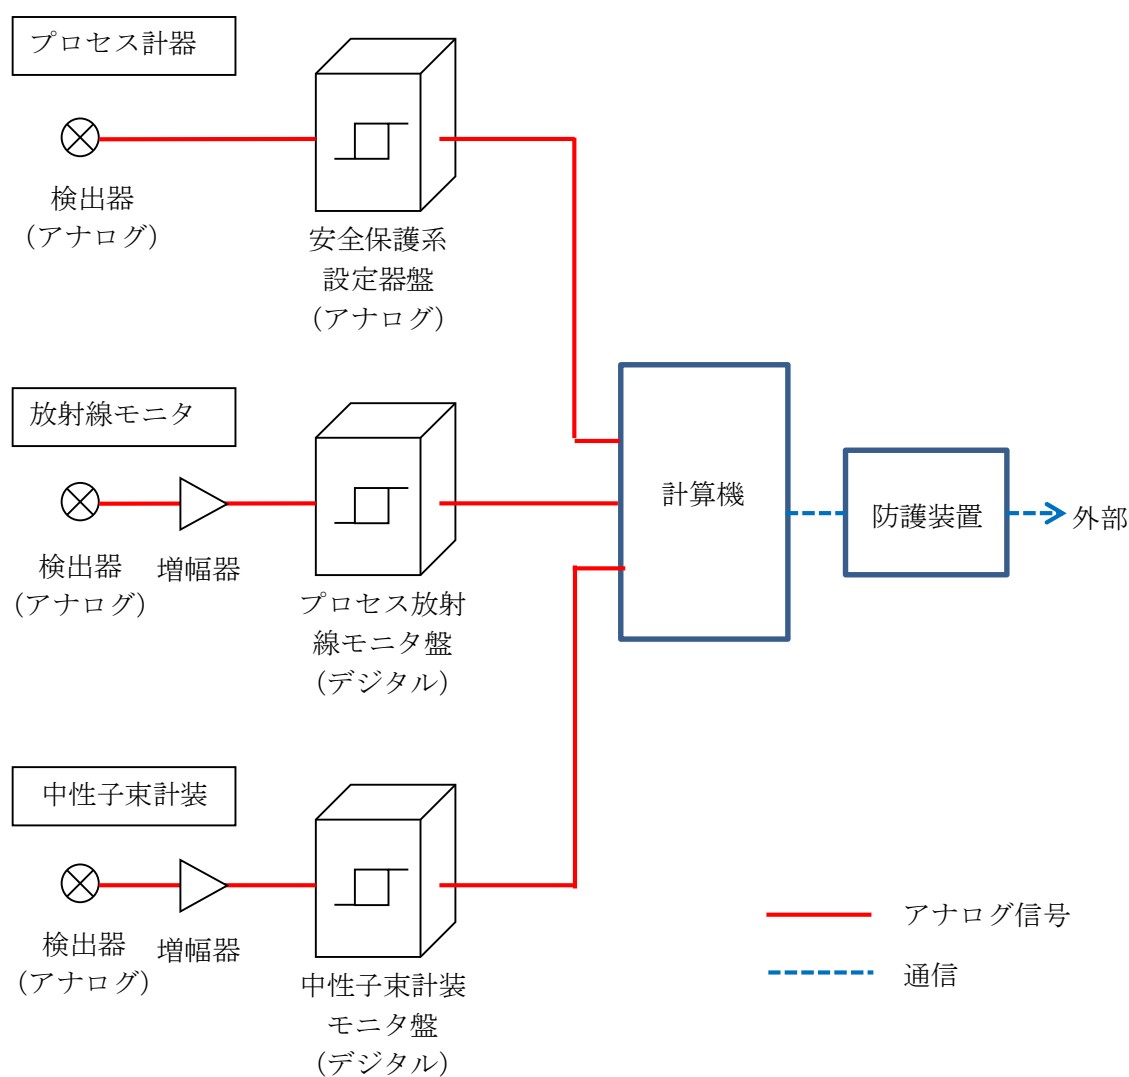 プロセス計器
検出器
(アナログ)
安全保護系
設定器盤
(アナログ)
放射線モニタ
検出器
(アナログ)
増幅器
プロセス放射
線モニタ盤
(デジタル)
中性子束計装
検出器
(アナログ)
増幅器
中性子束計装
モニタ盤
(デジタル)
計算機
防護装置
外部
アナログ信号
通信